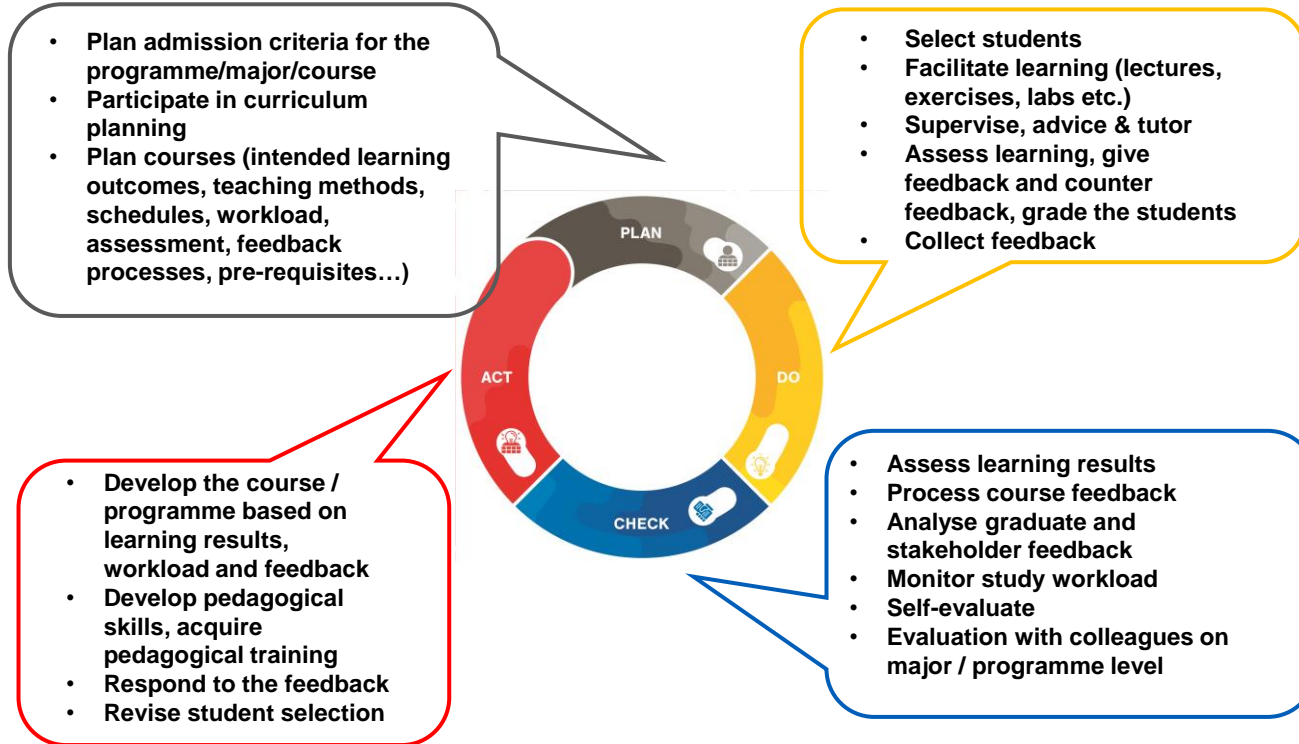 • Plan admission criteria for the
programme/major/course
• Participate in curriculum
planning
• Plan courses (intended learning
outcomes, teaching methods,
schedules, workload,
assessment, feedback
processes, pre-requisites…)
• Select students
• Facilitate learning (lectures,
exercises, labs etc.)
• Supervise, advice & tutor
• Assess learning, give
feedback and counter
feedback, grade the students
• Collect feedback
PLAN
ACT
DO
CHECK
• Develop the course /
programme based on
learning results,
workload and feedback
• Develop pedagogical
skills, acquire
pedagogical training
• Respond to the feedback
• Revise student selection
• Assess learning results
• Process course feedback
• Analyse graduate and
stakeholder feedback
• Monitor study workload
• Self-evaluate
• Evaluation with colleagues on
major / programme level